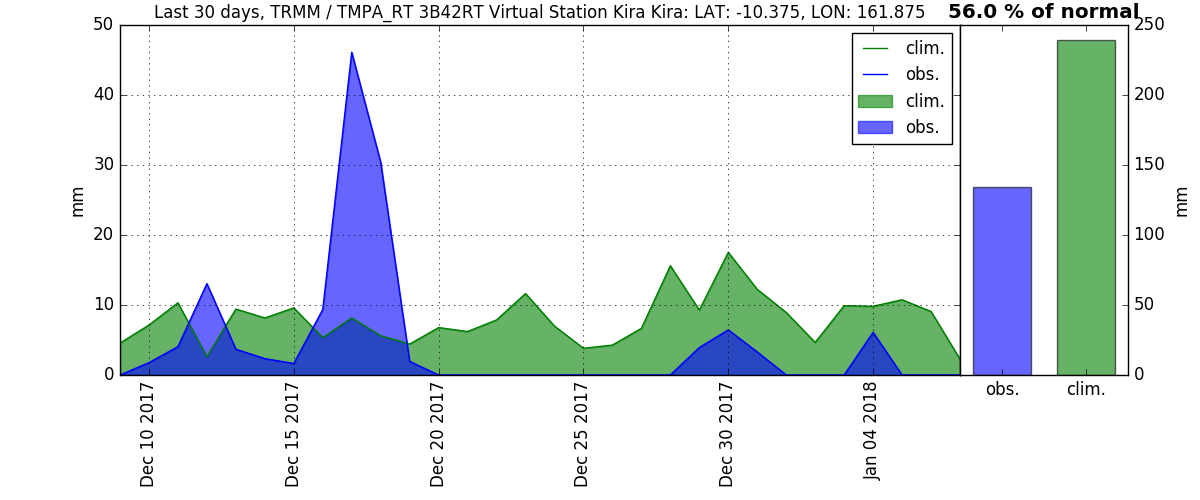 Last 30 days, TRMM / TMPA_RT 3B42RT Virtual Station Kira Kira: LAT: -10.375, LON: 161.875
56.0 % of normal
50
40
30
20
10
0
mm
clim.
obs.
clim.
obs.
250
200
150
100
50
0
mm
Dec 10 2017
Dec 15 2017
Dec 20 2017
Dec 25 2017
Dec 30 2017
Jan 04 2018
obs.
clim.